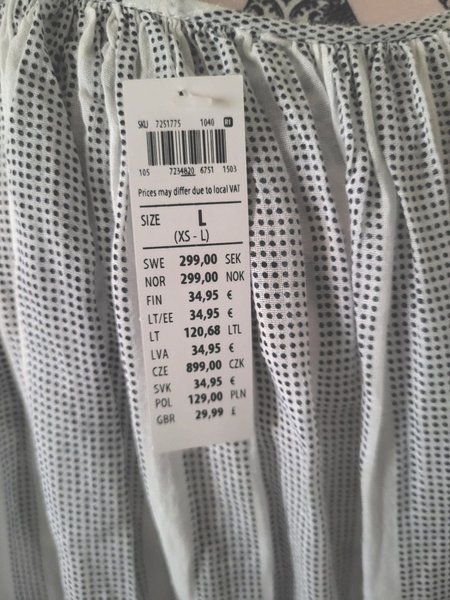 SKU 7251775 1040 R1
105 7234820 6751 1503
Prices may differ due to local VAT
SIZE L
(XS - L)
SWE 299,00 SEK
NOR 299,00 NOK
FIN 34,95 €
LT/EE 34,95 €
LT 120,68 LTL
LVA 34,95 €
CZE 899,00 CZK
SVK 34,95 €
POL 129,00 PLN
GBR 29,99 £